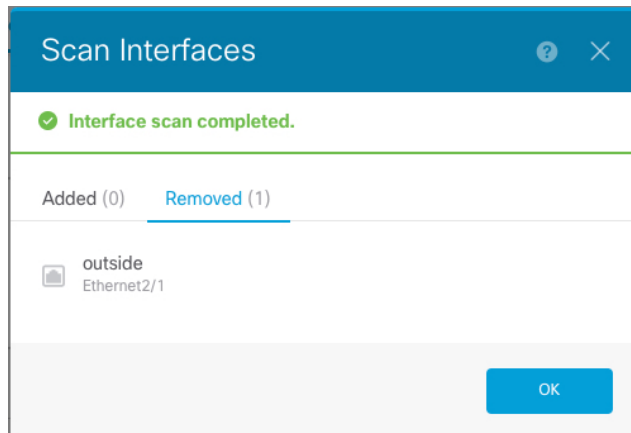 Scan Interfaces
Interface scan completed.
Added (0) Removed (1)
outside
Ethernet2/1
OK